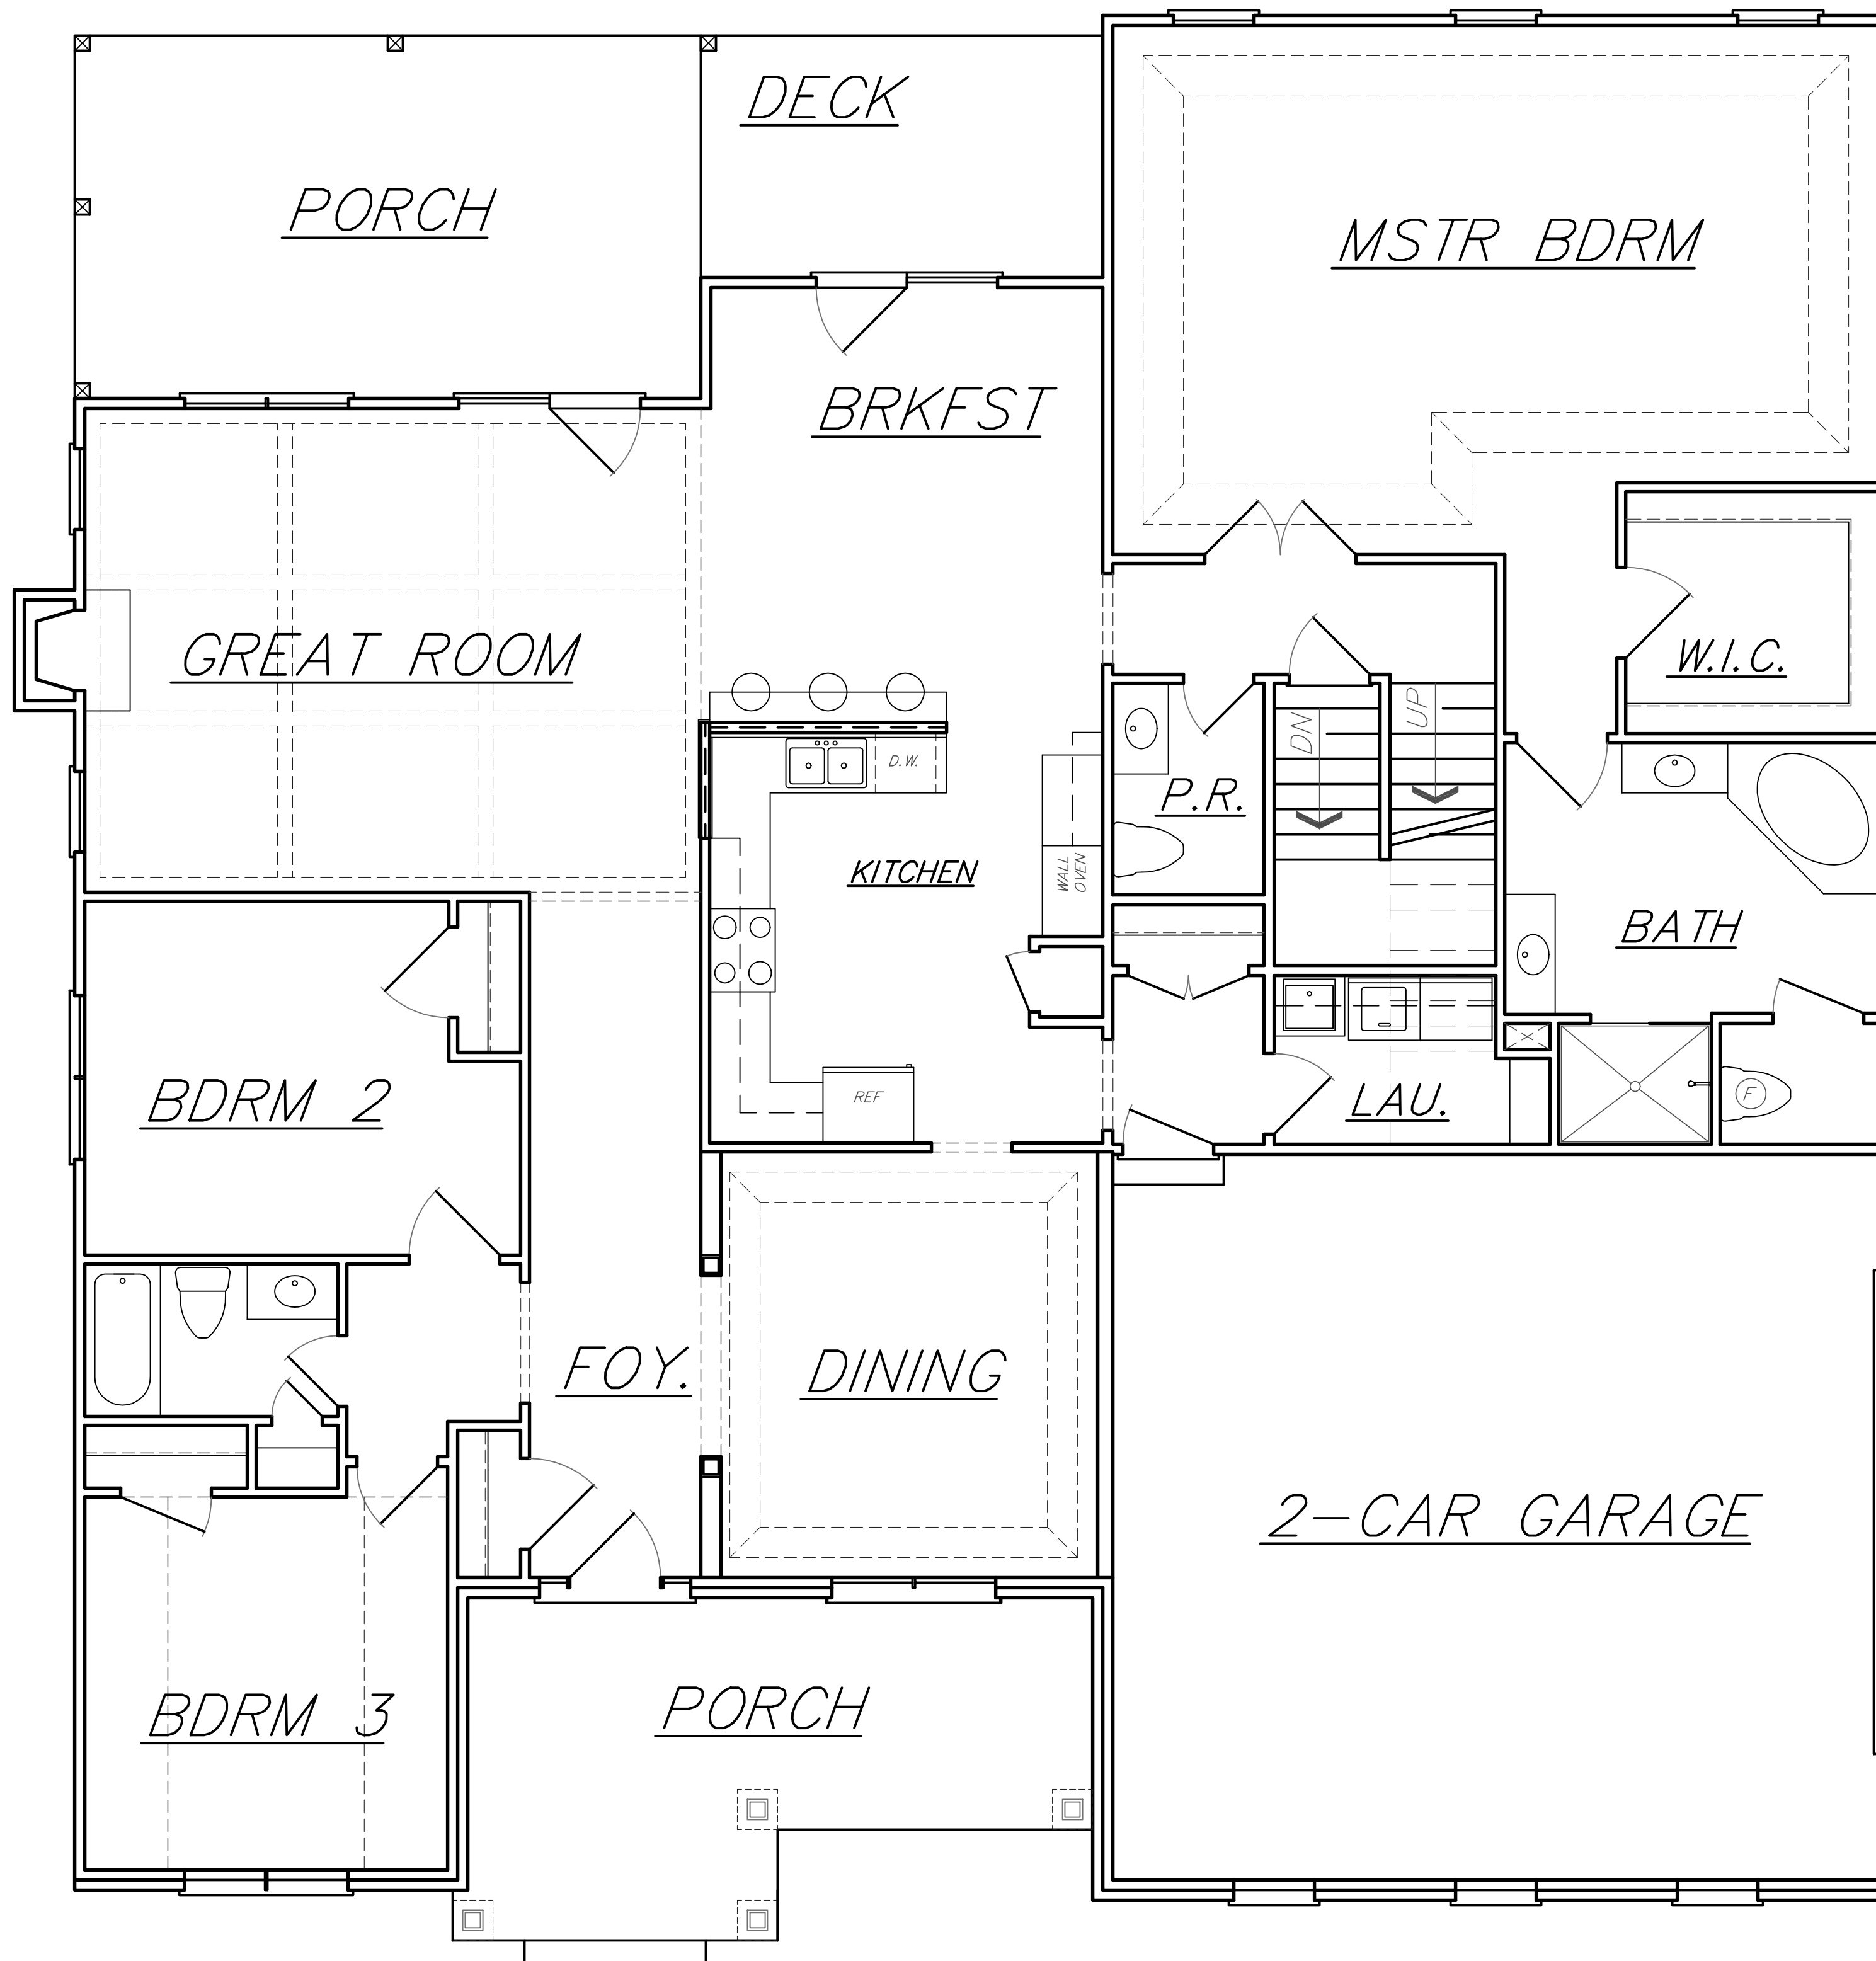 DECK
PORCH
MSTR BDRM
BRKFST
GREAT ROOM
W.I.C.
UP
DN
D.W.
P.R.
KITCHEN
WALL
OVEN
BATH
REF
BDRM 2
LAU.
F
FOY.
DINING
2-CAR GARAGE
BDRM 3
PORCH